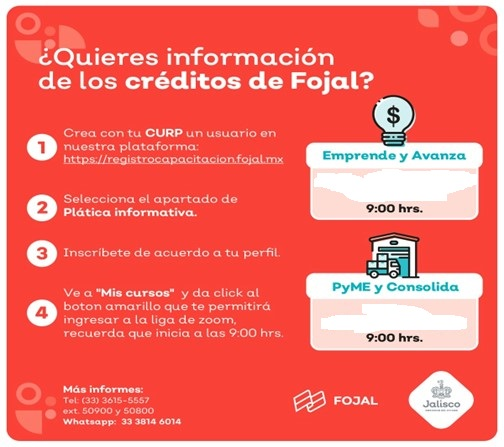 ¿Quieres información
de los créditos de Fojal?
1
Crea con tu CURP un usuario en
nuestra plataforma:
https://registrocapacitacion.fojal.mx
2
Selecciona el apartado de
Plática informativa.
3
Inscríbete de acuerdo a tu perfil.
4
Ve a "Mis cursos" y da click al
boton amarillo que te permitirá
ingresar a la liga de zoom,
recuerda que inicia a las 9:00 hrs.
$
Emprende y Avanza
9:00 hrs.
PyME y Consolida
9:00 hrs.
Más informes:
Tel: (33) 3615-5557
ext. 50900 y 50800
Whatsapp: 33 3814 6014
FOJAL
Jalisco